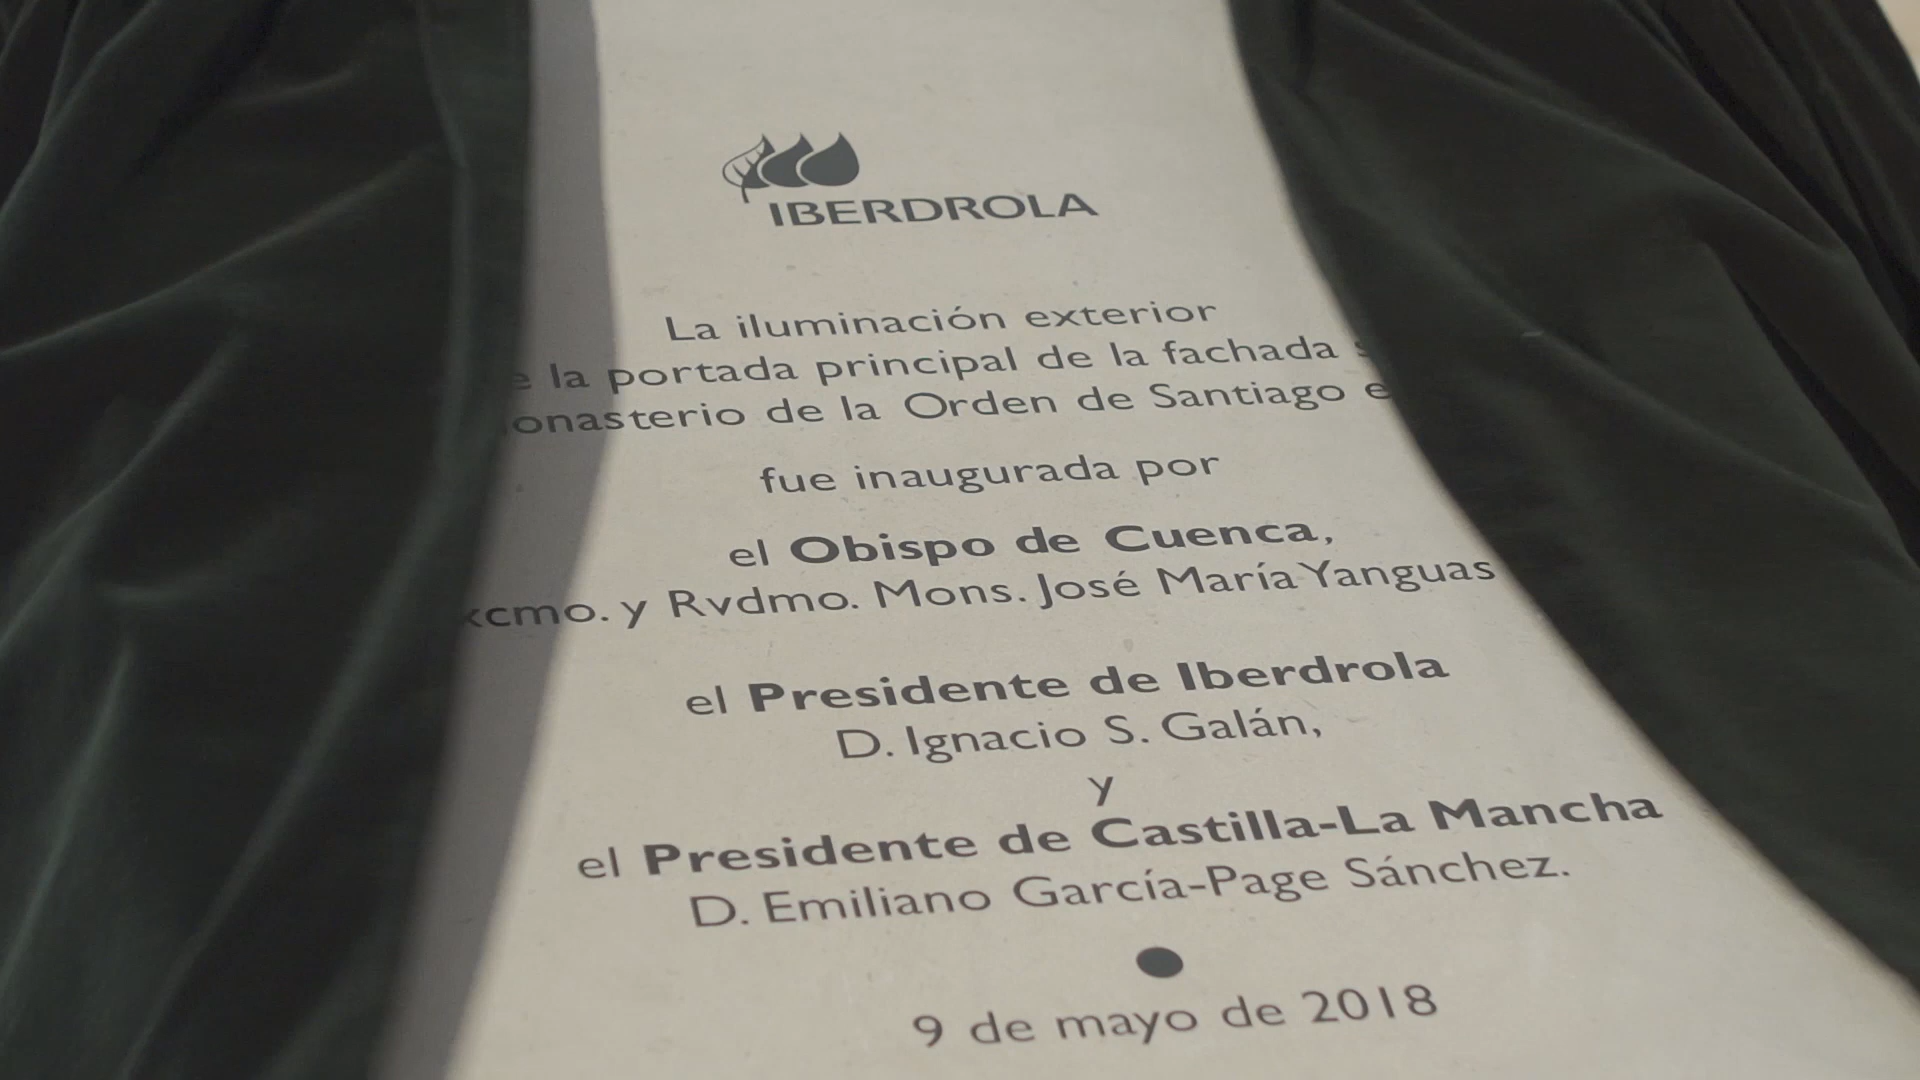 IBERDROLA
La iluminación exterior
la portada principal de la fachada
de la Orden de Santiago
fue inaugurada por
el Obispo de Cuenca,
y Rvdmo. Mons. José María Yanguas
el Presidente de Iberdrola
D. Ignacio S. Galán,
y
el Presidente de Castilla-La Mancha
D. Emiliano García-Page Sánchez.
9 de mayo de 2018